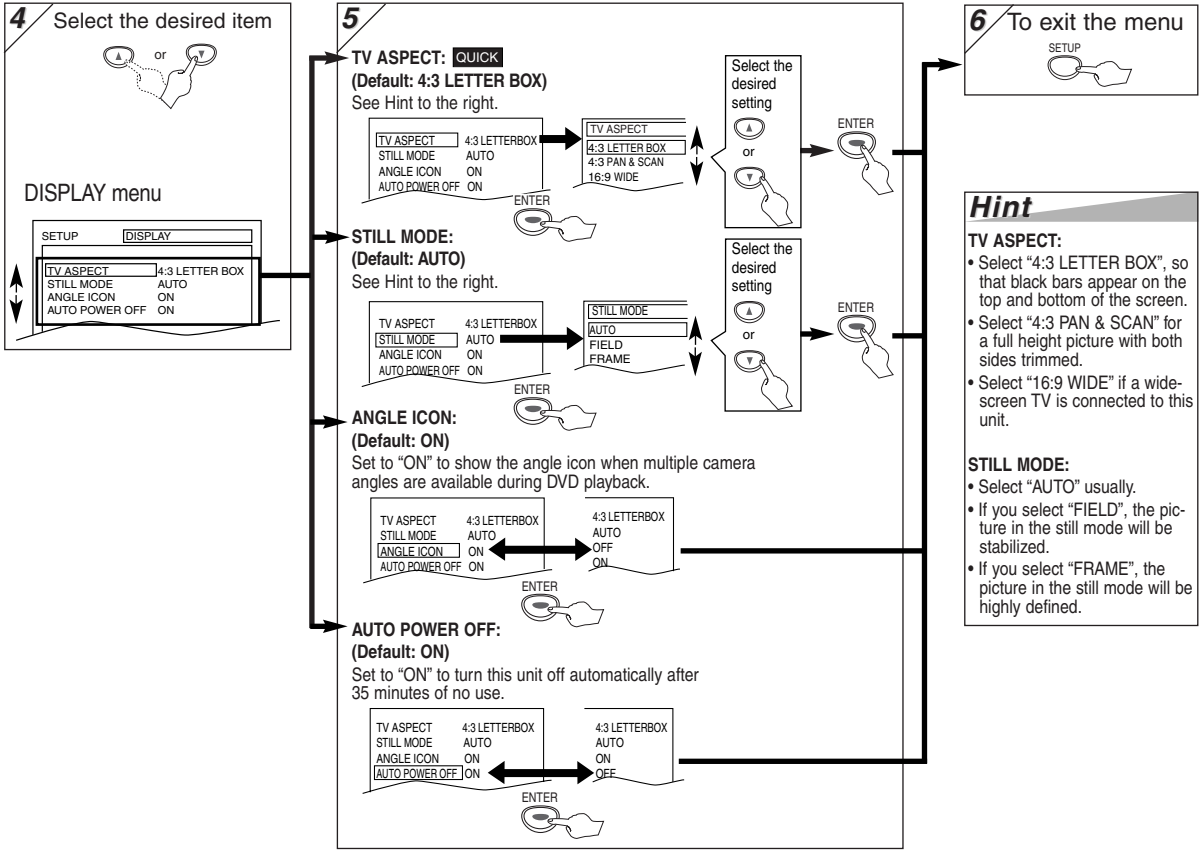 4 Select the desired item
or
DISPLAY menu
SETUP DISPLAY
TV ASPECT 4:3 LETTER BOX
STILL MODE AUTO
ANGLE ICON ON
AUTO POWER OFF ON
5
TV ASPECT: QUICK
(Default: 4:3 LETTER BOX)
See Hint to the right.
TV ASPECT 4:3 LETTERBOX
STILL MODE AUTO
ANGLE ICON ON
AUTO POWER OFF ON
ENTER
TV ASPECT
4:3 LETTER BOX
4:3 PAN & SCAN
16:9 WIDE
Select the
desired
setting
or
ENTER
STILL MODE:
(Default: AUTO)
See Hint to the right.
TV ASPECT 4:3 LETTERBOX
STILL MODE AUTO
ANGLE ICON ON
AUTO POWER OFF ON
ENTER
STILL MODE
AUTO
FIELD
FRAME
Select the
desired
setting
or
ENTER
ANGLE ICON:
(Default: ON)
Set to “ON” to show the angle icon when multiple camera
angles are available during DVD playback.
TV ASPECT 4:3 LETTERBOX
STILL MODE AUTO
ANGLE ICON ON
AUTO POWER OFF ON
4:3 LETTERBOX
AUTO
OFF
ON
ENTER
AUTO POWER OFF:
(Default: ON)
Set to “ON” to turn this unit off automatically after
35 minutes of no use.
TV ASPECT 4:3 LETTERBOX
STILL MODE AUTO
ANGLE ICON ON
AUTO POWER OFF ON
4:3 LETTERBOX
AUTO
ON
OFF
ENTER
6 To exit the menu
SETUP
Hint
TV ASPECT:
• Select “4:3 LETTER BOX”, so
that black bars appear on the
top and bottom of the screen.
• Select “4:3 PAN & SCAN” for
a full height picture with both
sides trimmed.
• Select “16:9 WIDE” if a wide-
screen TV is connected to this
unit.
STILL MODE:
• Select “AUTO” usually.
• If you select “FIELD”, the pic-
ture in the still mode will be
stabilized.
• If you select “FRAME”, the
picture in the still mode will be
highly defined.